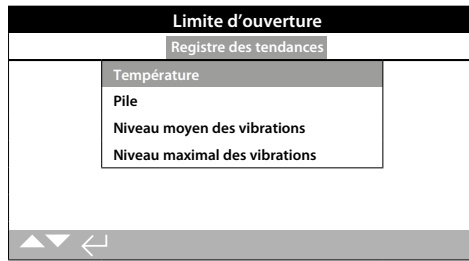 Limite d'ouverture
Registre des tendances
Température
Pile
Niveau moyen des vibrations
Niveau maximal des vibrations